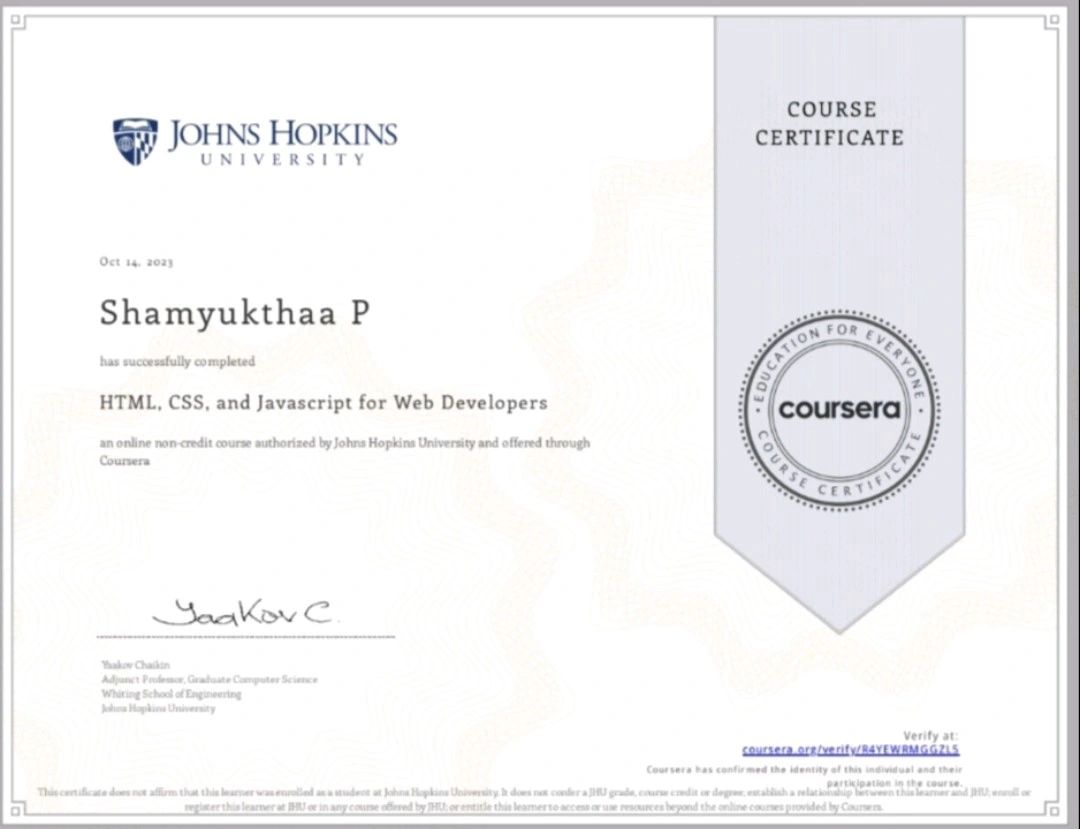 JOHNS HOPKINS
UNIVERSITY
COURSE
CERTIFICATE
Oct 14, 2023
Shamyukthaa P
has successfully completed
HTML, CSS, and Javascript for Web Developers
an online non-credit course authorized by Johns Hopkins University and offered through
Coursera
EDUCATION FOR EVERYONE
coursera
COURSE CERTIFICATE
Yaakov C.
Yaakov Chaikin
Adjunct Professor, Graduate Computer Science
Whiting School of Engineering
Johns Hopkins University
Verify at:
coursera.org/verify/R4YEWRMGGZL5
Coursera has confirmed the identity of this individual and their
participation in the course.
This certificate does not affirm that this learner was enrolled as a student at Johns Hopkins University. It does not confer a JHU grade, course credit or degree; establish a relationship between this learner and JHU; enroll or
register this learner at JHU or in any course offered by JHU; or entitle this learner to access or use resources beyond the online courses provided by Coursera.